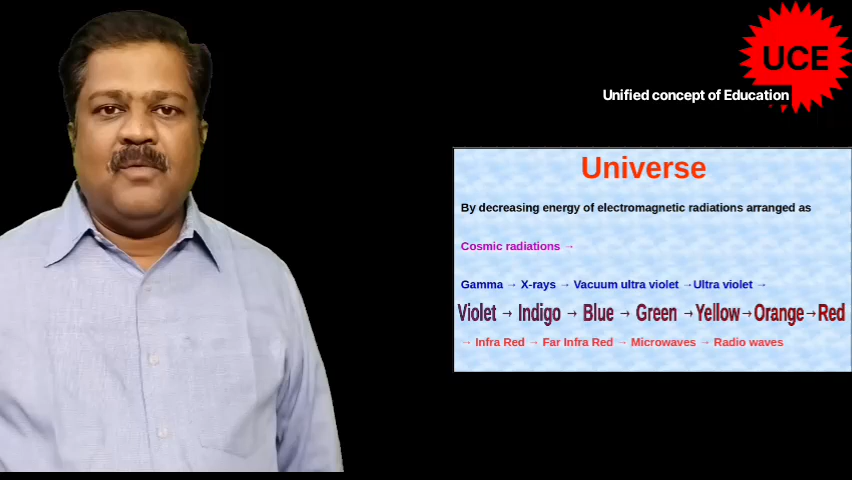 UCE
Unified concept of Education
Universe
By decreasing energy of electromagnetic radiations arranged as
Cosmic radiations →
Gamma → X-rays → Vacuum ultra violet →Ultra violet →
Violet → Indigo → Blue → Green →Yellow→Orange→Red
→ Infra Red → Far Infra Red → Microwaves → Radio waves